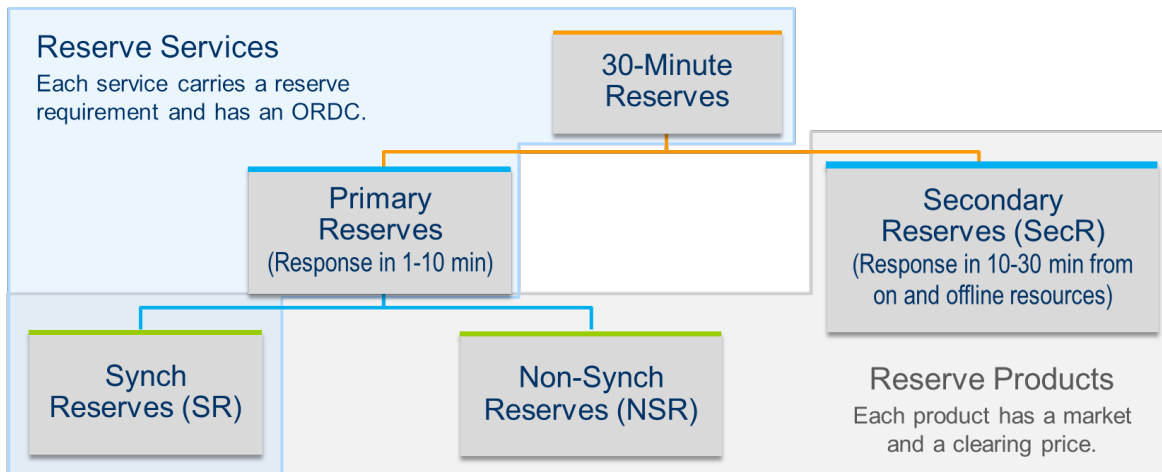 Reserve Services
Each service carries a reserve
requirement and has an ORDC.
30-Minute
Reserves
Primary
Reserves
(Response in 1-10 min)
Secondary
Reserves (SecR)
(Response in 10-30 min from
on and offline resources)
Synch
Reserves (SR)
Non-Synch
Reserves (NSR)
Reserve Products
Each product has a market
and a clearing price.